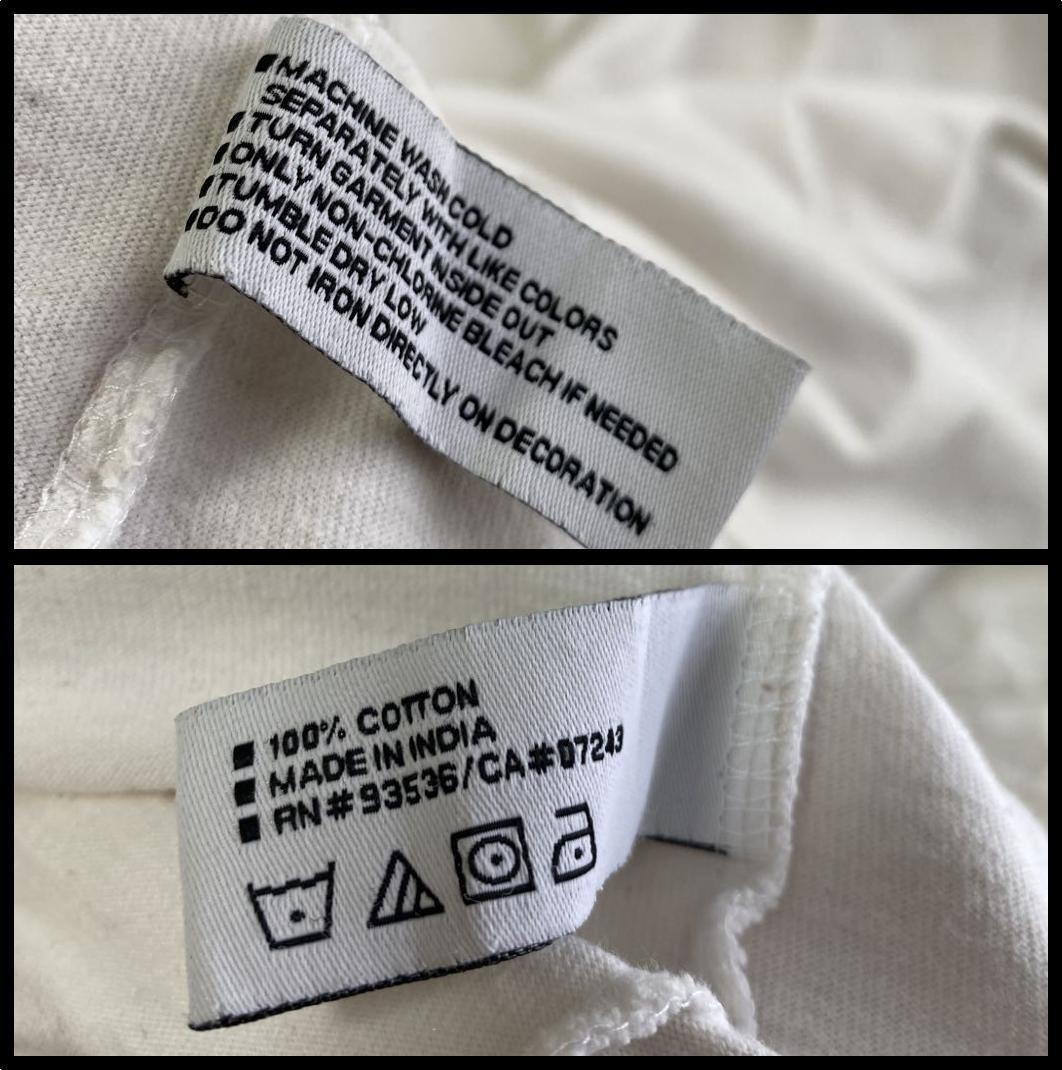 MACHINE WASH COLD
SEPARATELY WITH LIKE COLORS
TURN GARMENT INSIDE OUT
ONLY NON-CHLORINE BLEACH IF NEEDED
TUMBLE DRY LOW
DO NOT IRON DIRECTLY ON DECORATION
100% COTTON
MADE IN INDIA
RN#93536/CA#07243